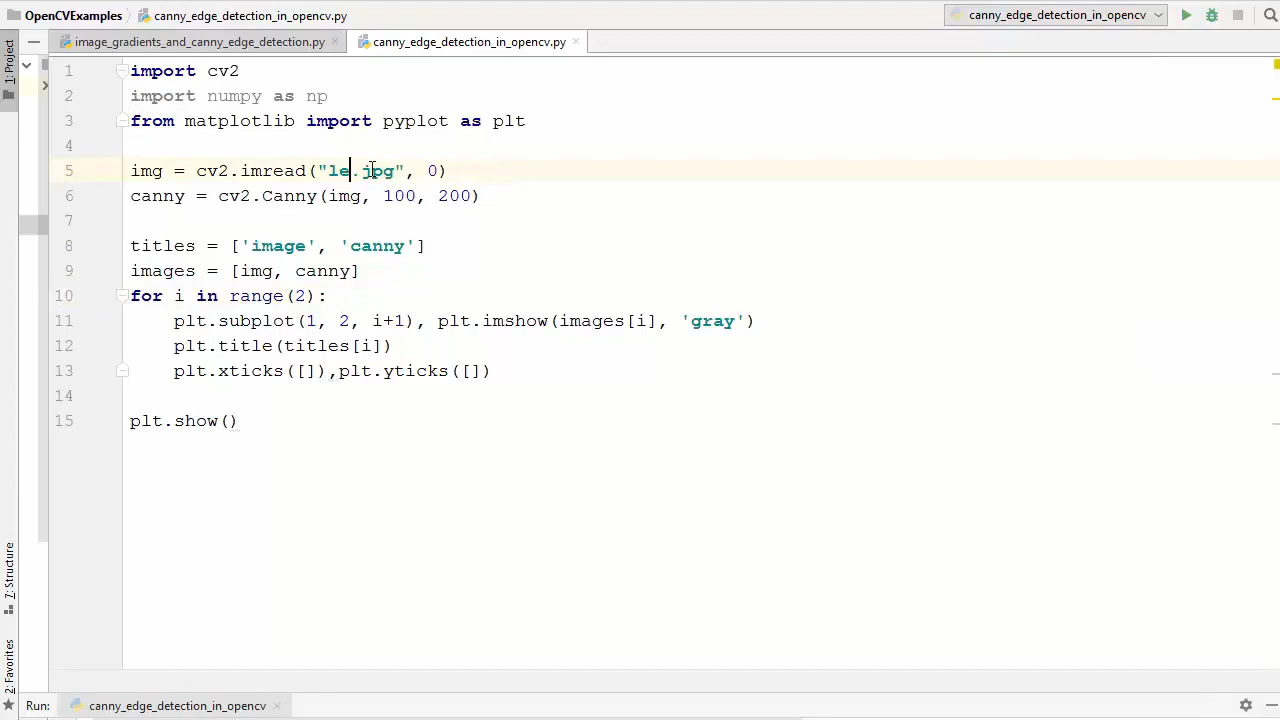 OpenCVExamples canny_edge_detection_in_opencv.py canny_edge_detection_in_opencv
image_gradients_and_canny_edge_detection.py canny_edge_detection_in_opencv.py
1: Project
1 import cv2
2 import numpy as np
3 from matplotlib import pyplot as plt
4
5 img = cv2.imread("le.jpg", 0)
6 canny = cv2.Canny(img, 100, 200)
7
8 titles = ['image', 'canny']
9 images = [img, canny]
10 for i in range(2):
11 plt.subplot(1, 2, i+1), plt.imshow(images[i], 'gray')
12 plt.title(titles[i])
13 plt.xticks([]),plt.yticks([])
14
15 plt.show()
7: Structure
2: Favorites
Run: canny_edge_detection_in_opencv